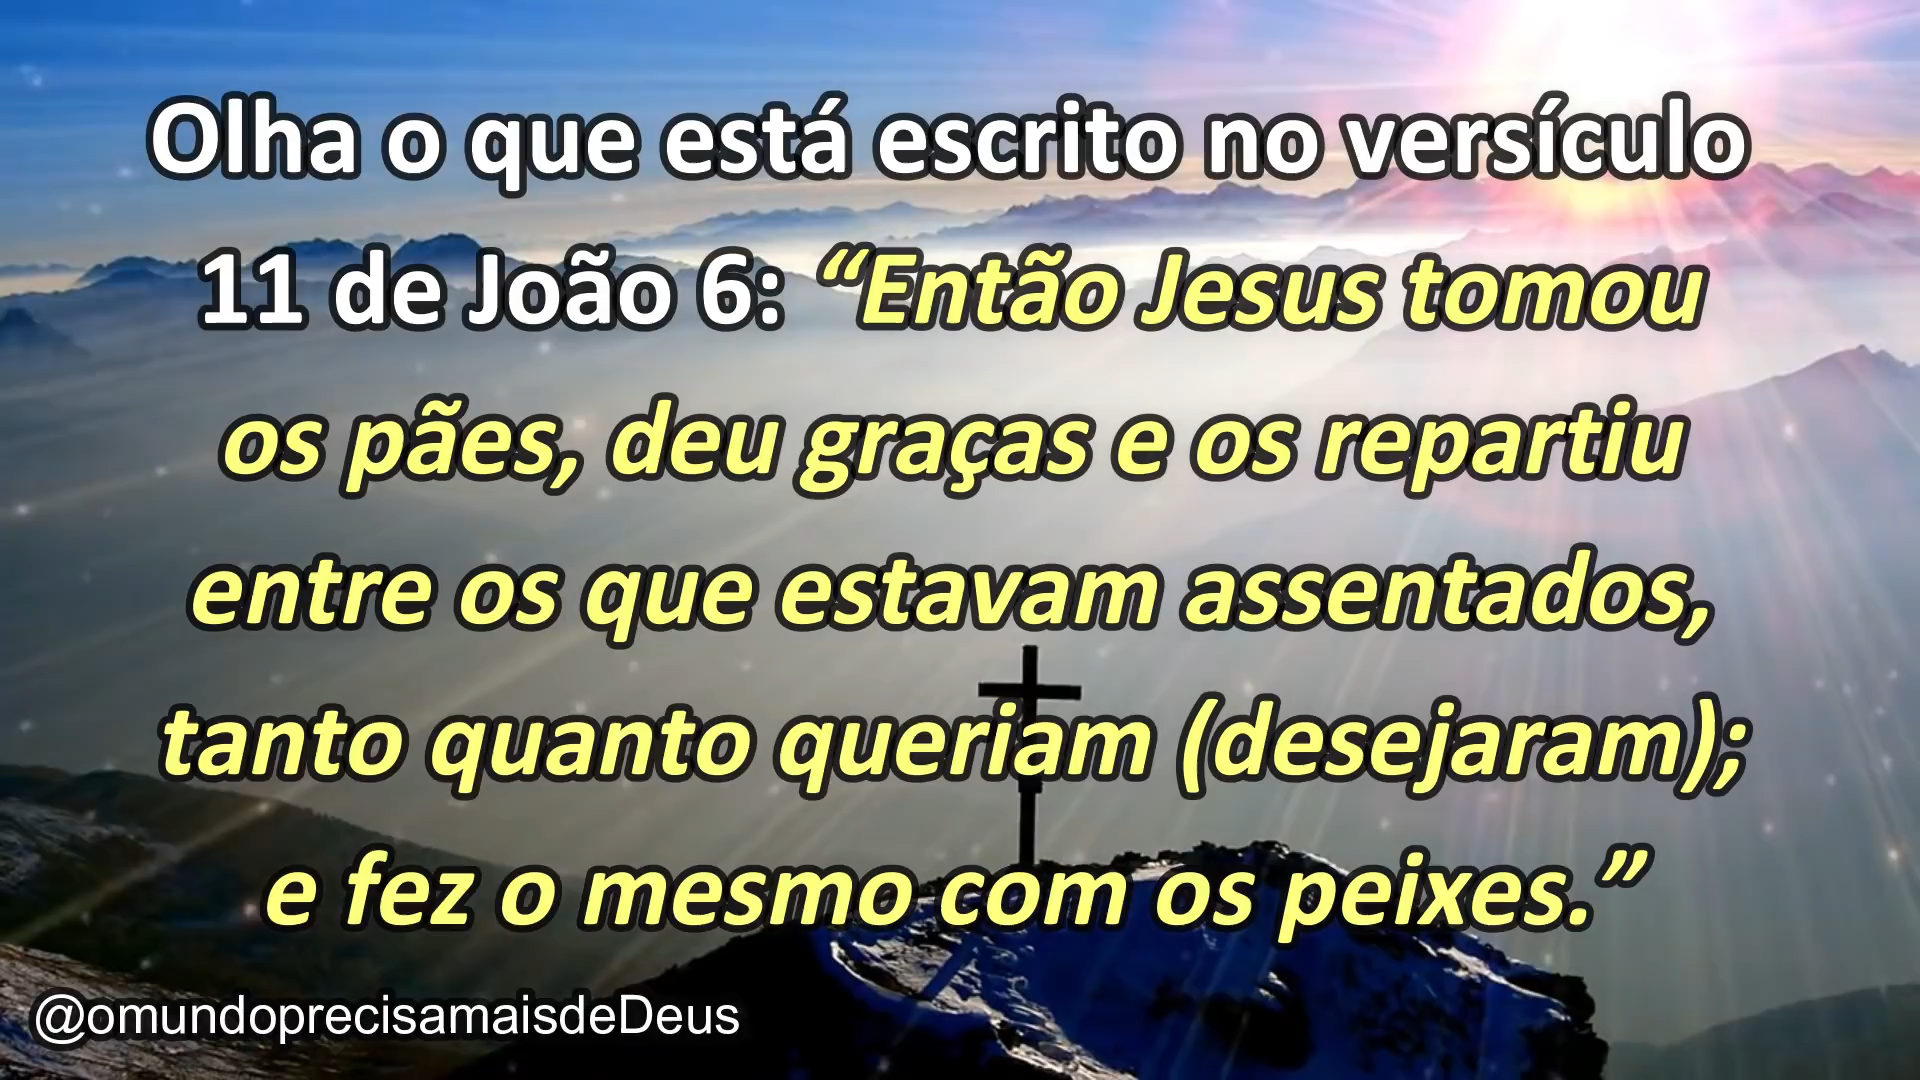 Olha o que está escrito no versículo
11 de João 6: “Então Jesus tomou
os pães, deu graças e os repartiu
entre os que estavam assentados,
tanto quanto queriam (desejaram);
e fez o mesmo com os peixes.”
@omundoprecisamaisdeDeus